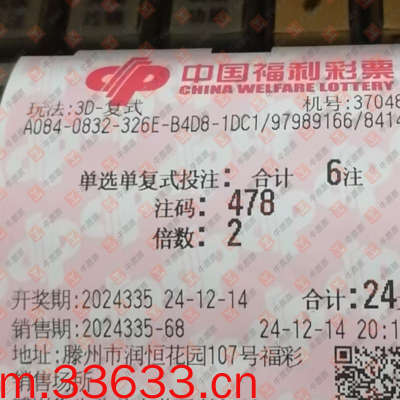 中国福利彩票
CHINA WELFARE LOTTERY
玩法:3D-复式 机号:37048
A084-0832-326E-B4D8-1DC1/97989166/8414
单选单复式投注: 合计 6注
注码: 478
倍数: 2
开奖期:2024335 24-12-14 合计:24
销售期:2024335-68 24-12-14 20:1
地址:滕州市润恒花园107号福彩
销售场所
m.33633.cn